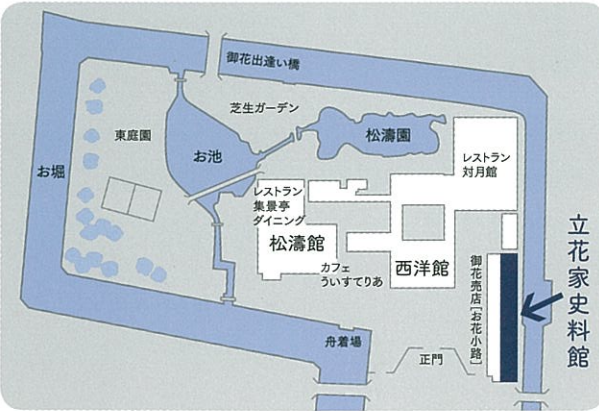 御花出逢い橋
芝生ガーデン
東庭園
お池
松濤園
お堀
レストラン
対月館
レストラン
集景亭
ダイニング
松濤館
カフェ
ういすてりあ
西洋館
御花売店[お花小路]
立花家史料館
舟着場
正門